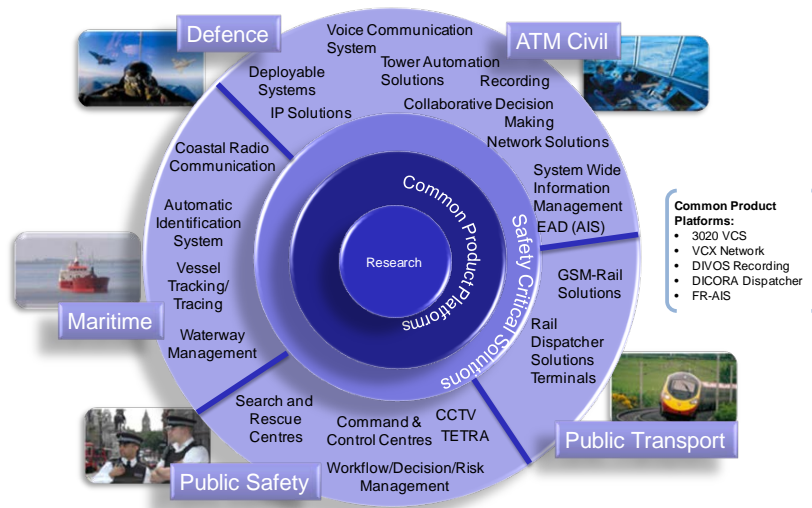 Defence
ATM Civil
Voice Communication
System
Tower Automation
Solutions
Recording
Deployable
Systems
IP Solutions
Collaborative Decision
Making
Network Solutions
System Wide
Information
Management
EAD (AIS)
Coastal Radio
Communication
Automatic
Identification
System
Vessel
Tracking/
Tracing
Waterway
Management
Maritime
Research
Common Product Platforms
Safety Critical Solutions
Common Product
Platforms:
• 3020 VCS
• VCX Network
• DIVOS Recording
• DICORA Dispatcher
• FR-AIS
GSM-Rail
Solutions
Rail
Dispatcher
Solutions
Terminals
Public Transport
Search and
Rescue
Centres
Command &
Control Centres
CCTV
TETRA
Workflow/Decision/Risk
Management
Public Safety